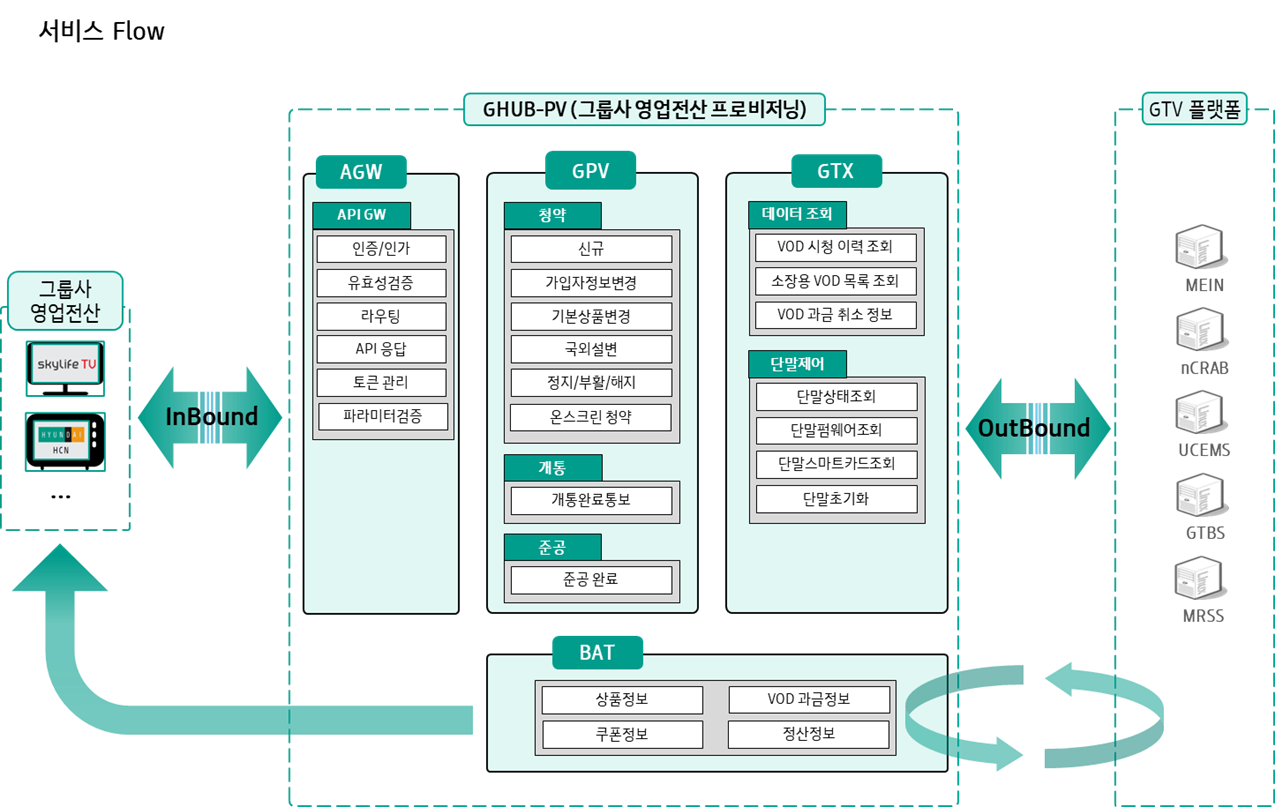 서비스 Flow
GHUB-PV (그룹사 영업전산 프로비저닝)
GTV 플랫폼
그룹사
영업전산
skylife TV
HYUNDAI
HCN
...
InBound
AGW
API GW
인증/인가
유효성검증
라우팅
API 응답
토큰 관리
파라미터검증
GPV
청약
신규
가입자정보변경
기본상품변경
국외설변
정지/부활/해지
온스크린 청약
개통
개통완료통보
준공
준공 완료
GTX
데이터 조회
VOD 시청 이력 조회
소장용 VOD 목록 조회
VOD 과금 취소 정보
단말제어
단말상태조회
단말펌웨어조회
단말스마트카드조회
단말초기화
OutBound
MEIN
nCRAB
UCEMS
GTBS
MRSS
BAT
상품정보
VOD 과금정보
쿠폰정보
정산정보